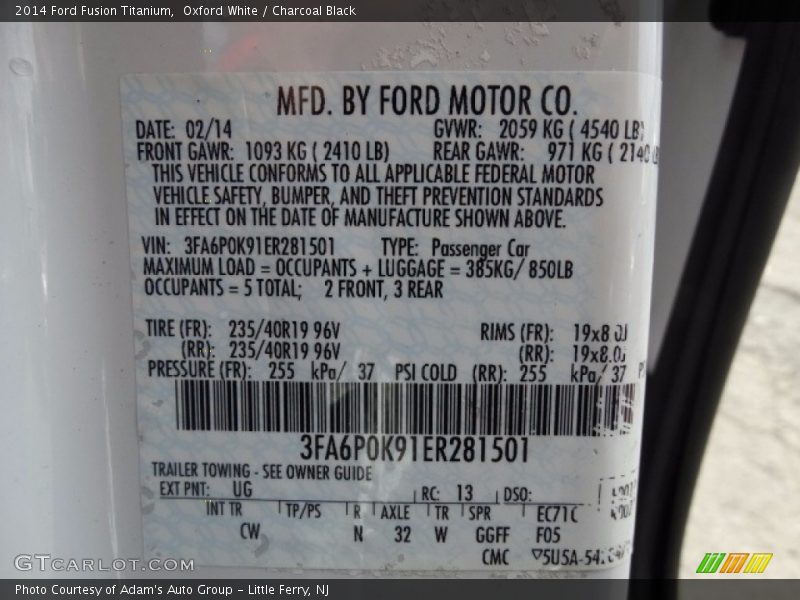 2014 Ford Fusion Titanium, Oxford White / Charcoal Black
MFD. BY FORD MOTOR CO.
DATE: 02/14 GVWR: 2059 KG ( 4540 LB)
FRONT GAWR: 1093 KG ( 2410 LB) REAR GAWR: 971 KG ( 2140 LB
THIS VEHICLE CONFORMS TO ALL APPLICABLE FEDERAL MOTOR
VEHICLE SAFETY, BUMPER, AND THEFT PREVENTION STANDARDS
IN EFFECT ON THE DATE OF MANUFACTURE SHOWN ABOVE.
VIN: 3FA6P0K91ER281501 TYPE: Passenger Car
MAXIMUM LOAD = OCCUPANTS + LUGGAGE = 385KG/ 850LB
OCCUPANTS = 5 TOTAL; 2 FRONT, 3 REAR
TIRE (FR): 235/40R19 96V RIMS (FR): 19x8.0J
(RR): 235/40R19 96V (RR): 19x8.0J
PRESSURE (FR): 255 kPa/ 37 PSI COLD (RR): 255 kPa/ 37
3FA6P0K91ER281501
TRAILER TOWING - SEE OWNER GUIDE
EXT PNT: UG RC: 13 DSO:
INT TR TP/PS R AXLE TR SPR EC71C
CW N 32 W GGFF F05
CMC
GTCARLOT.COM
Photo Courtesy of Adam's Auto Group – Little Ferry, NJ